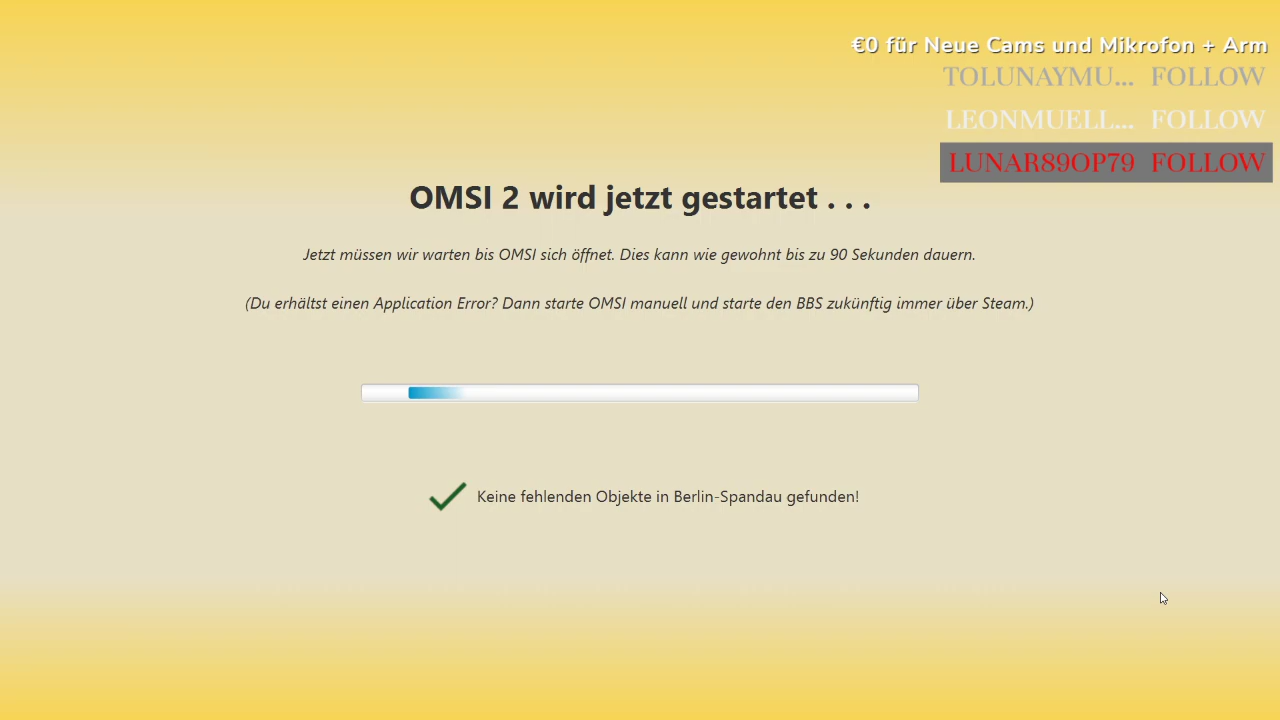 €0 für Neue Cams und Mikrofon + Arm
TOLUNAYMU... FOLLOW
LEONMUELL... FOLLOW
LUNAR89OP79 FOLLOW
OMSI 2 wird jetzt gestartet . . .
Jetzt müssen wir warten bis OMSI sich öffnet. Dies kann wie gewohnt bis zu 90 Sekunden dauern.
(Du erhältst einen Application Error? Dann starte OMSI manuell und starte den BBS zukünftig immer über Steam.)
Keine fehlenden Objekte in Berlin-Spandau gefunden!